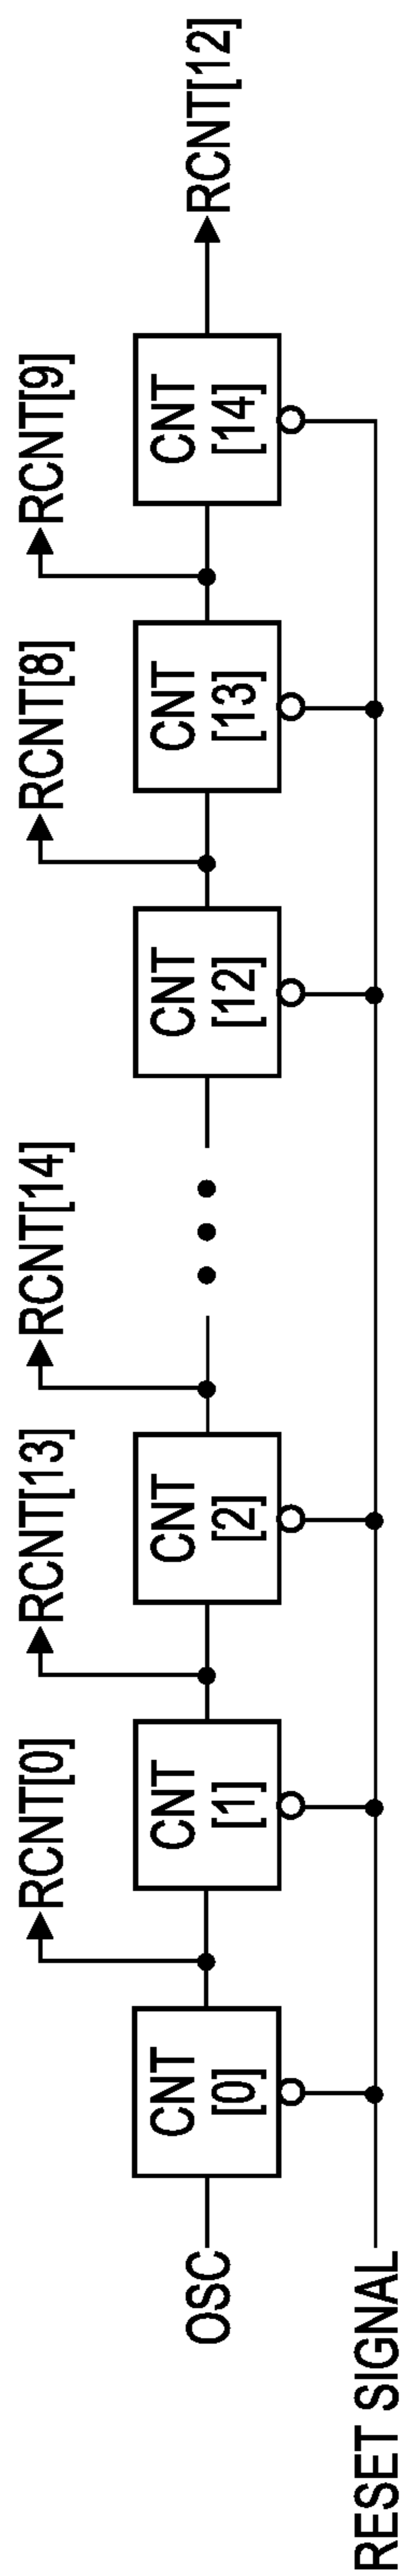 RCNT[0]
RCNT[13]
RCNT[14]
RCNT[8]
RCNT[9]
OSC
CNT
[0]
CNT
[1]
CNT
[2]
CNT
[12]
CNT
[13]
CNT
[14]
RCNT[12]
RESET SIGNAL